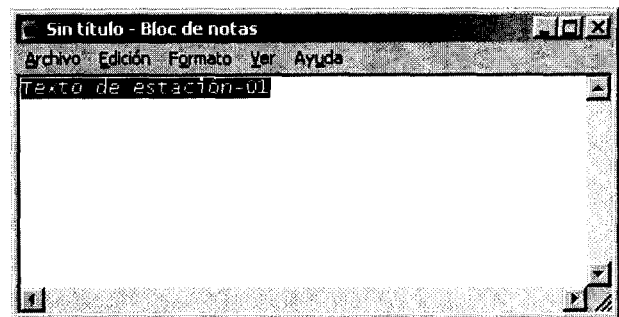 Sin título - Bloc de notas
Archivo Edición Formato Ver Ayuda
Texto de estación-01